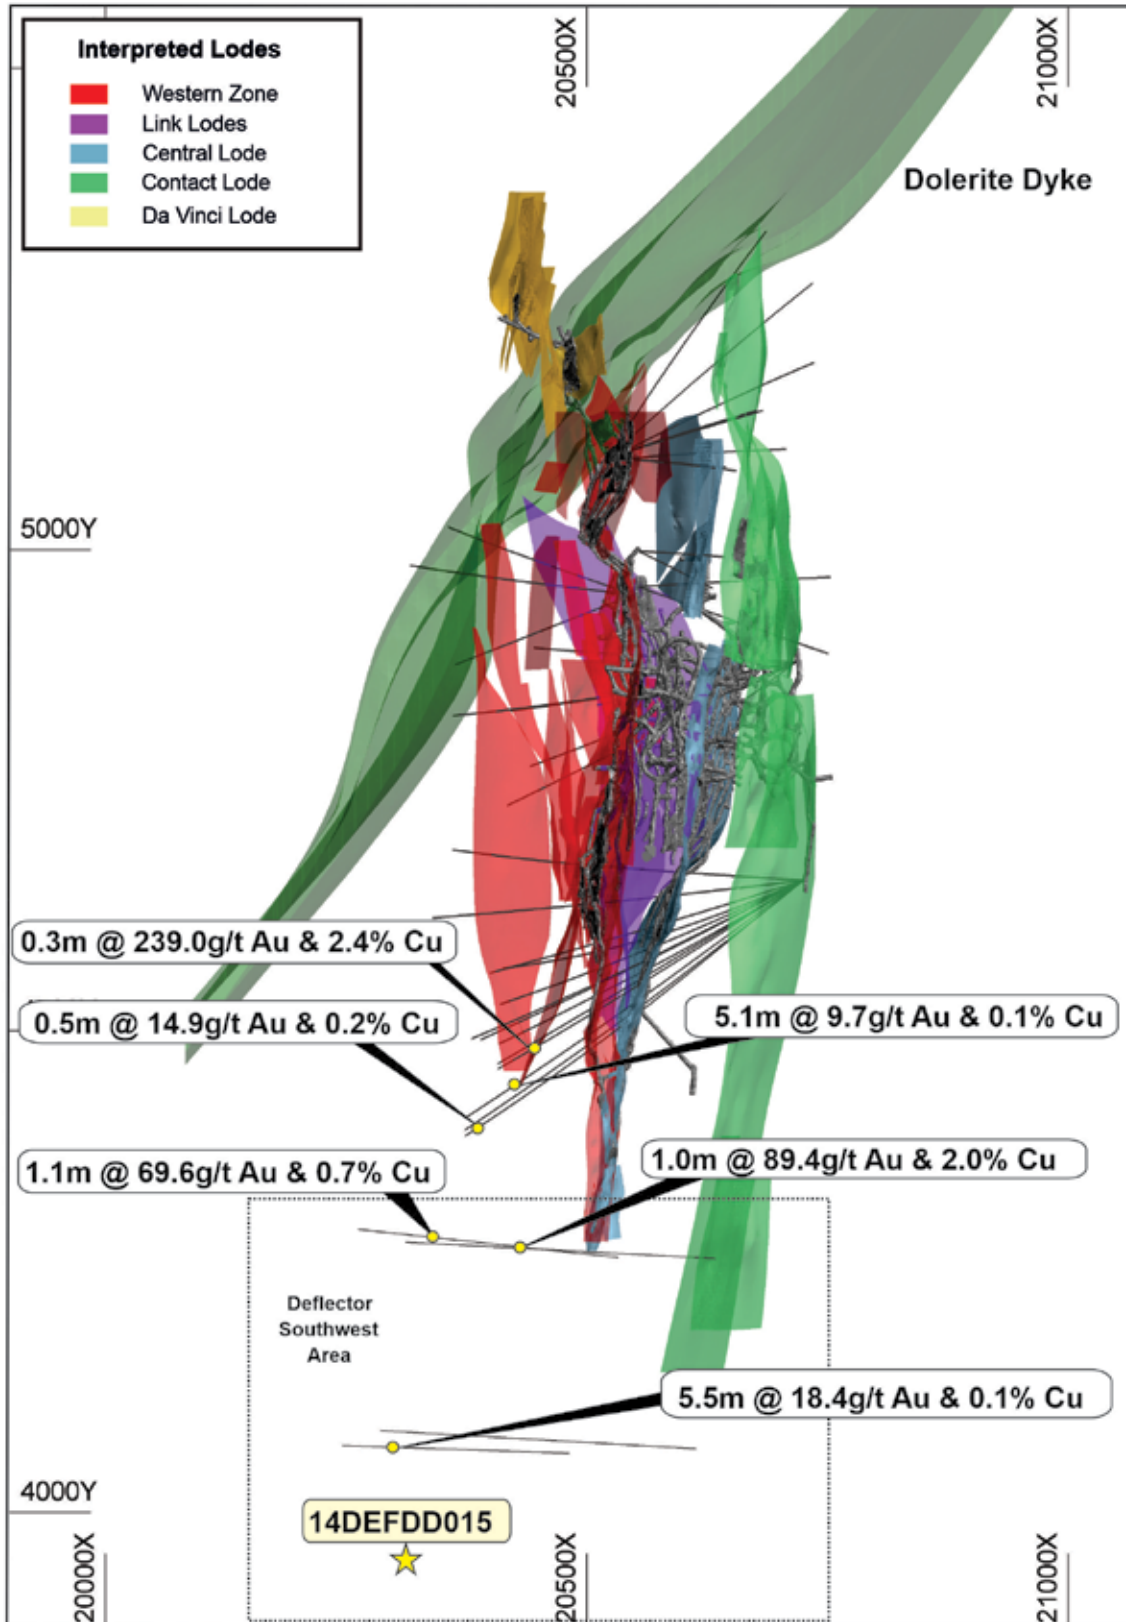 Interpreted Lodes
Western Zone
Link Lodes
Central Lode
Contact Lode
Da Vinci Lode
20500X
21000X
Dolerite Dyke
5000Y
0.3m @ 239.0g/t Au & 2.4% Cu
0.5m @ 14.9g/t Au & 0.2% Cu
5.1m @ 9.7g/t Au & 0.1% Cu
1.1m @ 69.6g/t Au & 0.7% Cu
1.0m @ 89.4g/t Au & 2.0% Cu
Deflector
Southwest
Area
5.5m @ 18.4g/t Au & 0.1% Cu
4000Y
14DEFDD015
20000X
20500X
21000X